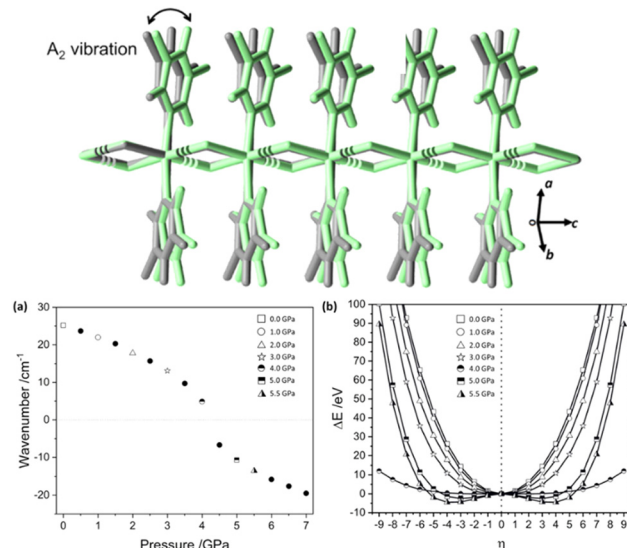 A₂ vibration
a
c
b
(a)
Wavenumber /cm⁻¹
30
20
10
0
-10
-20
0 1 2 3 4 5 6 7
Pressure /GPa
0.0 GPa
1.0 GPa
2.0 GPa
3.0 GPa
4.0 GPa
5.0 GPa
5.5 GPa
(b)
ΔE /eV
100
90
80
70
60
50
40
30
20
10
0
-10
-9 -8 -7 -6 -5 -4 -3 -2 -1 0 1 2 3 4 5 6 7 8 9
η
0.0 GPa
1.0 GPa
2.0 GPa
3.0 GPa
4.0 GPa
5.0 GPa
5.5 GPa